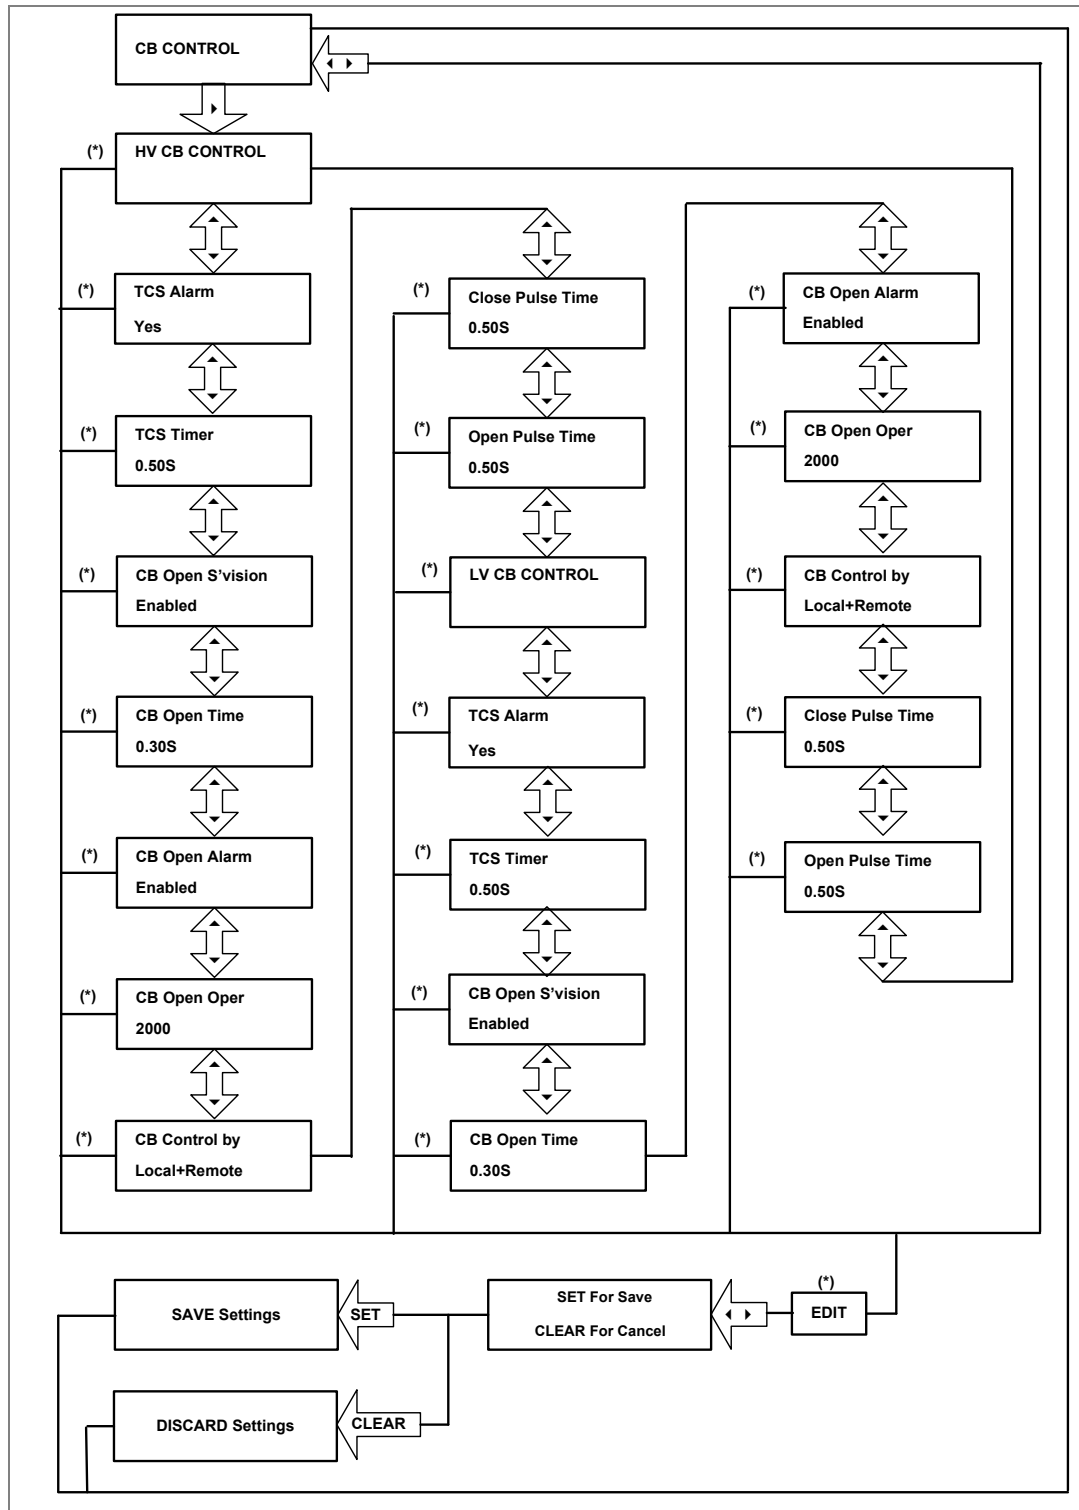 CB CONTROL
(*)
HV CB CONTROL
(*)
TCS Alarm
Yes
(*)
TCS Timer
0.50S
(*)
CB Open S'vision
Enabled
(*)
CB Open Time
0.30S
(*)
CB Open Alarm
Enabled
(*)
CB Open Oper
2000
(*)
CB Control by
Local+Remote
(*)
Close Pulse Time
0.50S
(*)
Open Pulse Time
0.50S
(*)
LV CB CONTROL
(*)
TCS Alarm
Yes
(*)
TCS Timer
0.50S
(*)
CB Open S'vision
Enabled
(*)
CB Open Time
0.30S
(*)
CB Open Alarm
Enabled
(*)
CB Open Oper
2000
(*)
CB Control by
Local+Remote
(*)
Close Pulse Time
0.50S
(*)
Open Pulse Time
0.50S
(*)
EDIT
SET For Save
CLEAR For Cancel
SET
SAVE Settings
CLEAR
DISCARD Settings